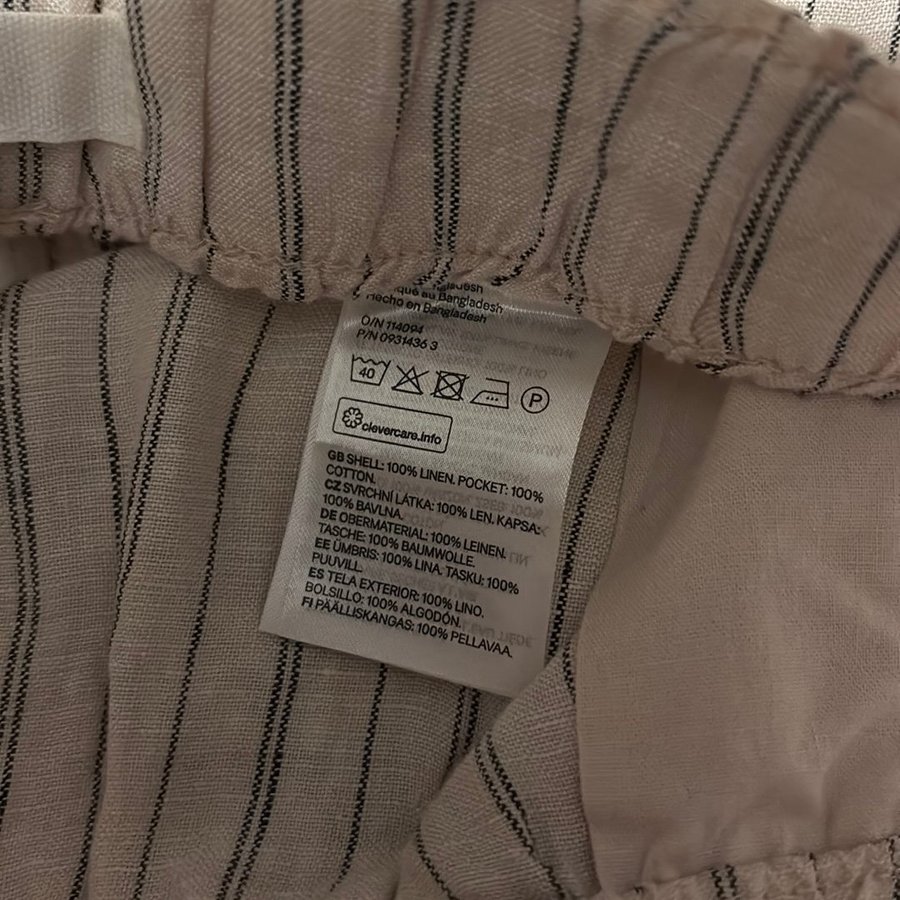 au Bangladesh
Hecho en Bangladesh
O/N 114094
P/N 0931436 3
40
P
clevercare.info
GB SHELL: 100% LINEN. POCKET: 100%
COTTON.
CZ SVRCHNÍ LÁTKA: 100% LEN. KAPSA:
100% BAVLNA.
DE OBERMATERIAL: 100% LEINEN.
TASCHE: 100% BAUMWOLLE.
EE ÜMBRIS: 100% LINA. TASKU: 100%
PUUVILL.
ES TELA EXTERIOR: 100% LINO.
BOLSILLO: 100% ALGODÓN.
FI PÄÄLLISKANGAS: 100% PELLAVAA.